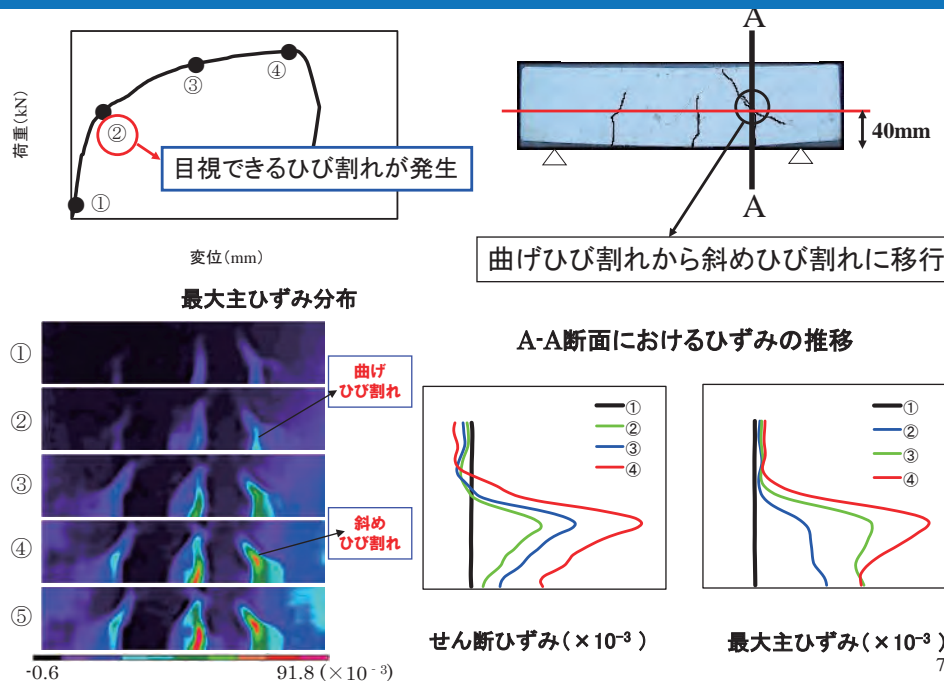 荷重(kN)
①
②
③
④
目視できるひび割れが発生
変位(mm)
A
40mm
A
曲げひび割れから斜めひび割れに移行
最大主ひずみ分布
①
②
③
④
⑤
曲げ
ひび割れ
斜め
ひび割れ
-0.6
91.8 (×10⁻³)
A-A断面におけるひずみの推移
①
②
③
④
せん断ひずみ(×10⁻³)
①
②
③
④
最大主ひずみ(×10⁻³)
7